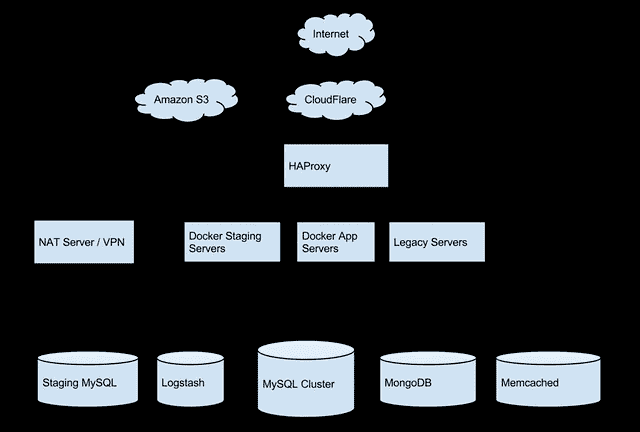 Internet
Amazon S3
CloudFlare
HAProxy
NAT Server / VPN
Docker Staging
Servers
Docker App
Servers
Legacy Servers
Staging MySQL
Logstash
MySQL Cluster
MongoDB
Memcached